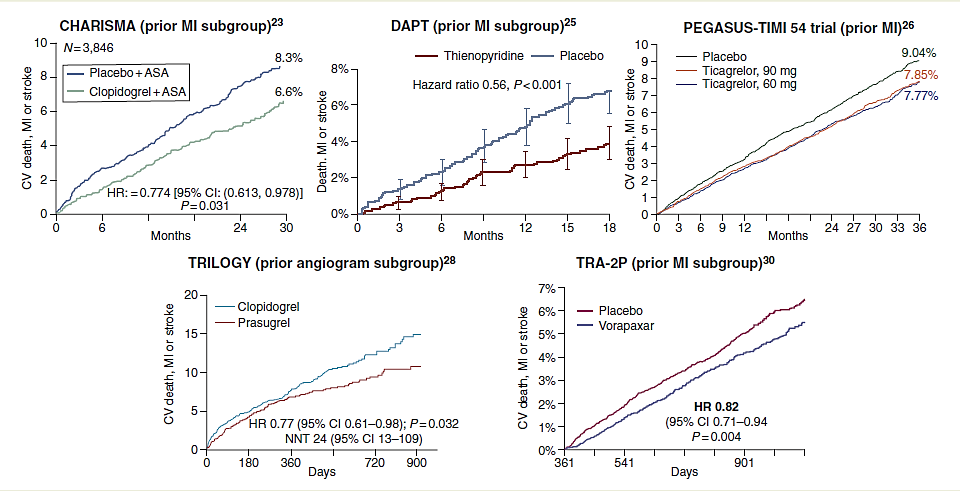 CHARISMA (prior MI subgroup)23
N=3,846
Placebo+ASA
Clopidogrel+ASA
8.3%
6.6%
HR: =0.774 [95% CI: (0.613, 0.978)]
P=0.031
CV death, MI or stroke
10
8
6
4
2
0
0 6 24 30
Months
DAPT (prior MI subgroup)25
Thienopyridine Placebo
Hazard ratio 0.56, P<0.001
Death. MI or stroke
8%
6%
4%
2%
0%
0 3 6 9 12 15 18
Months
PEGASUS-TIMI 54 trial (prior MI)26
Placebo
Ticagrelor, 90 mg
Ticagrelor, 60 mg
9.04%
7.85%
7.77%
CV death, MI or stroke
10
9
8
7
6
5
4
3
2
1
0
0 3 6 9 12 24 27 30 33 36
Months
TRILOGY (prior angiogram subgroup)28
Clopidogrel
Prasugrel
HR 0.77 (95% CI 0.61–0.98); P=0.032
NNT 24 (95% CI 13–109)
CV death, MI or stroke
20
15
10
5
0
0 180 360 720 900
Days
TRA-2P (prior MI subgroup)30
Placebo
Vorapaxar
HR 0.82
(95% CI 0.71–0.94
P=0.004
CV death, MI or stroke
7%
6%
5%
4%
3%
2%
1%
0%
361 541 901
Days